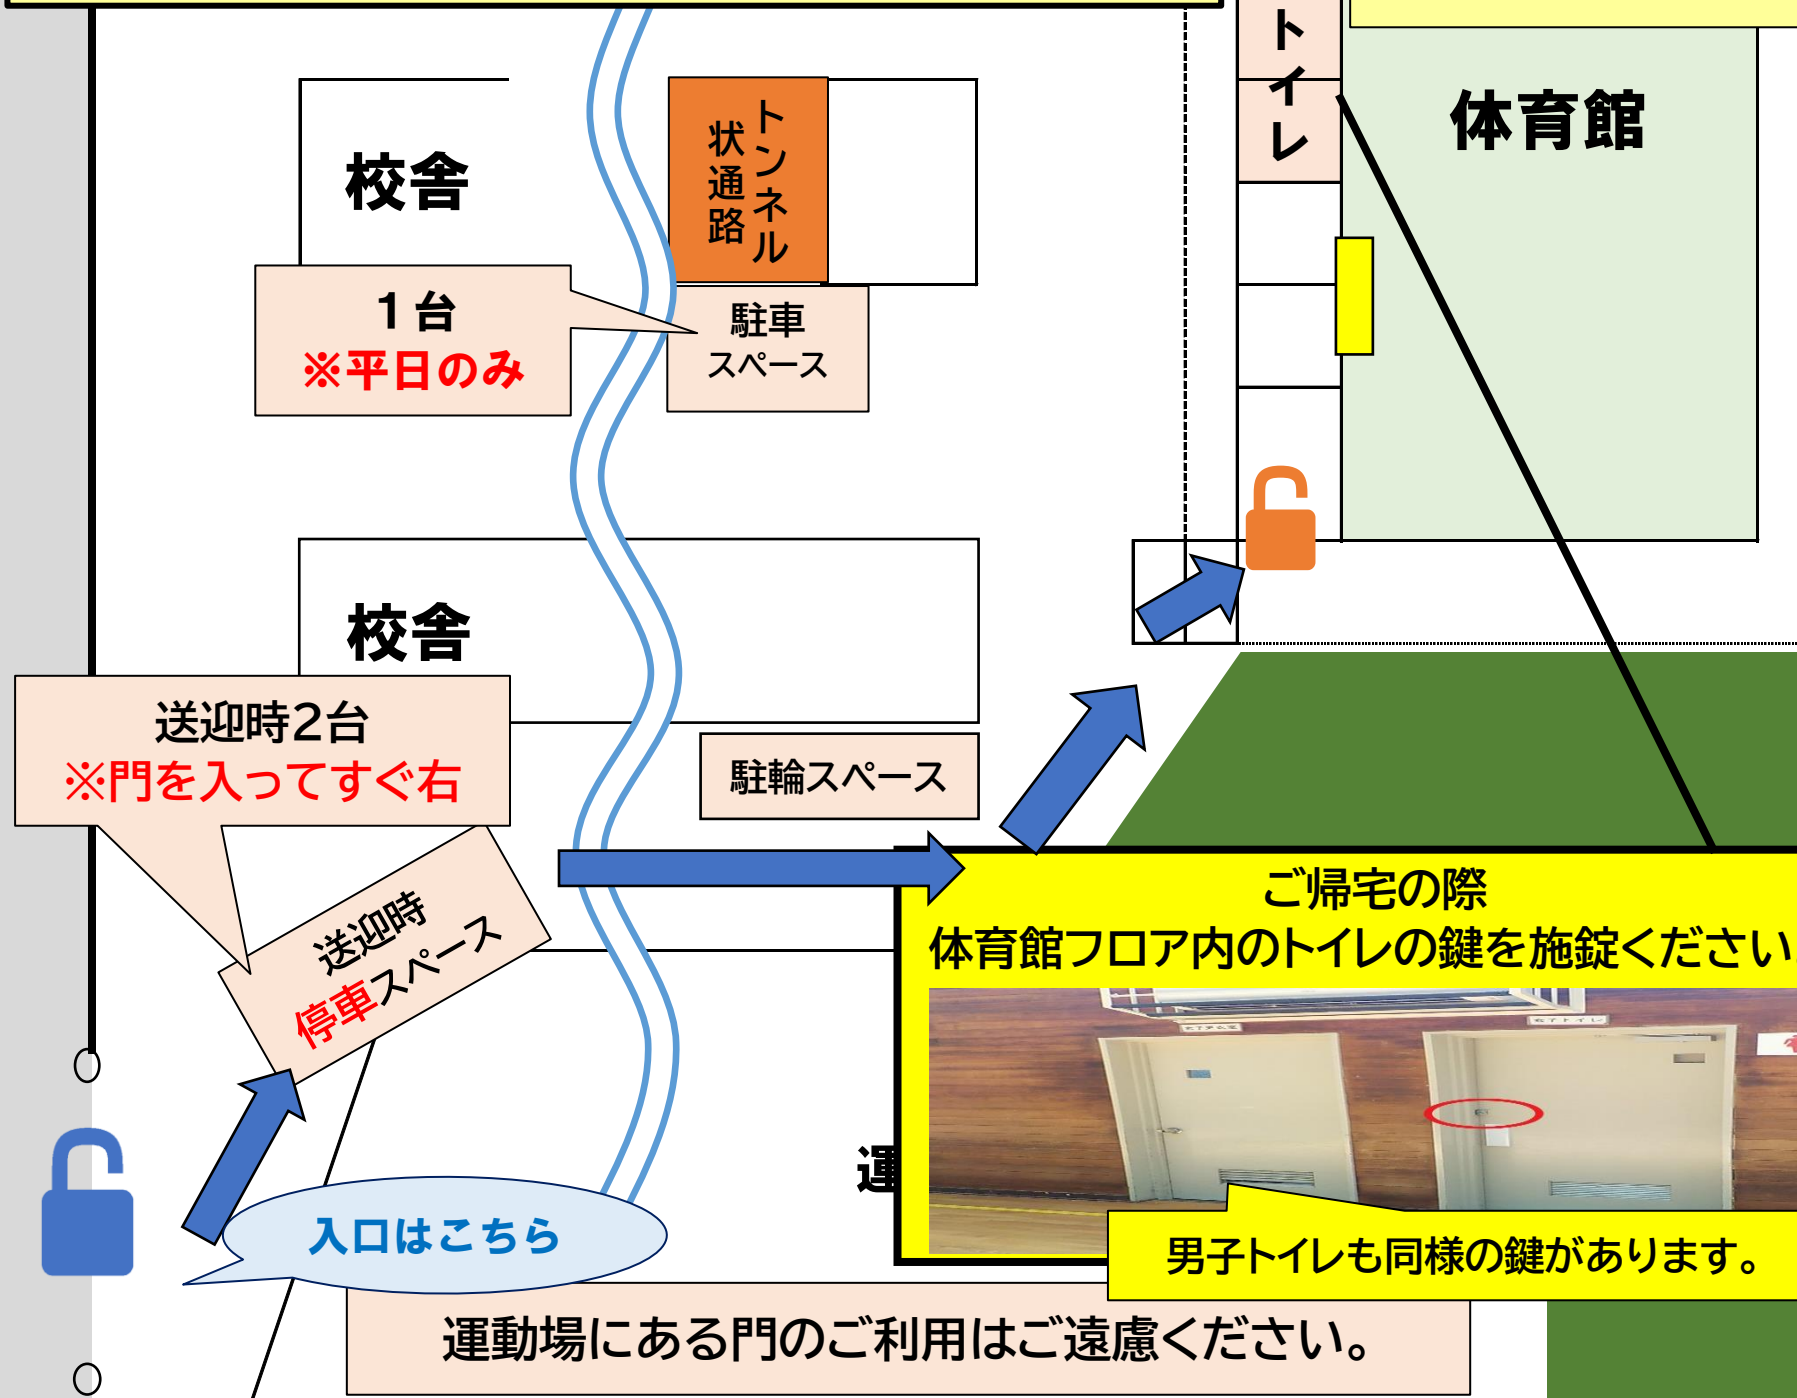 トイレ
体育館
校舎
トンネル
状通路
1台
※平日のみ
駐車
スペース
校舎
送迎時2台
※門を入ってすぐ右
駐輪スペース
送迎時
停車スペース
ご帰宅の際
体育館フロア内のトイレの鍵を施錠ください
運
入口はこちら
男子トイレも同様の鍵があります。
運動場にある門のご利用はご遠慮ください。